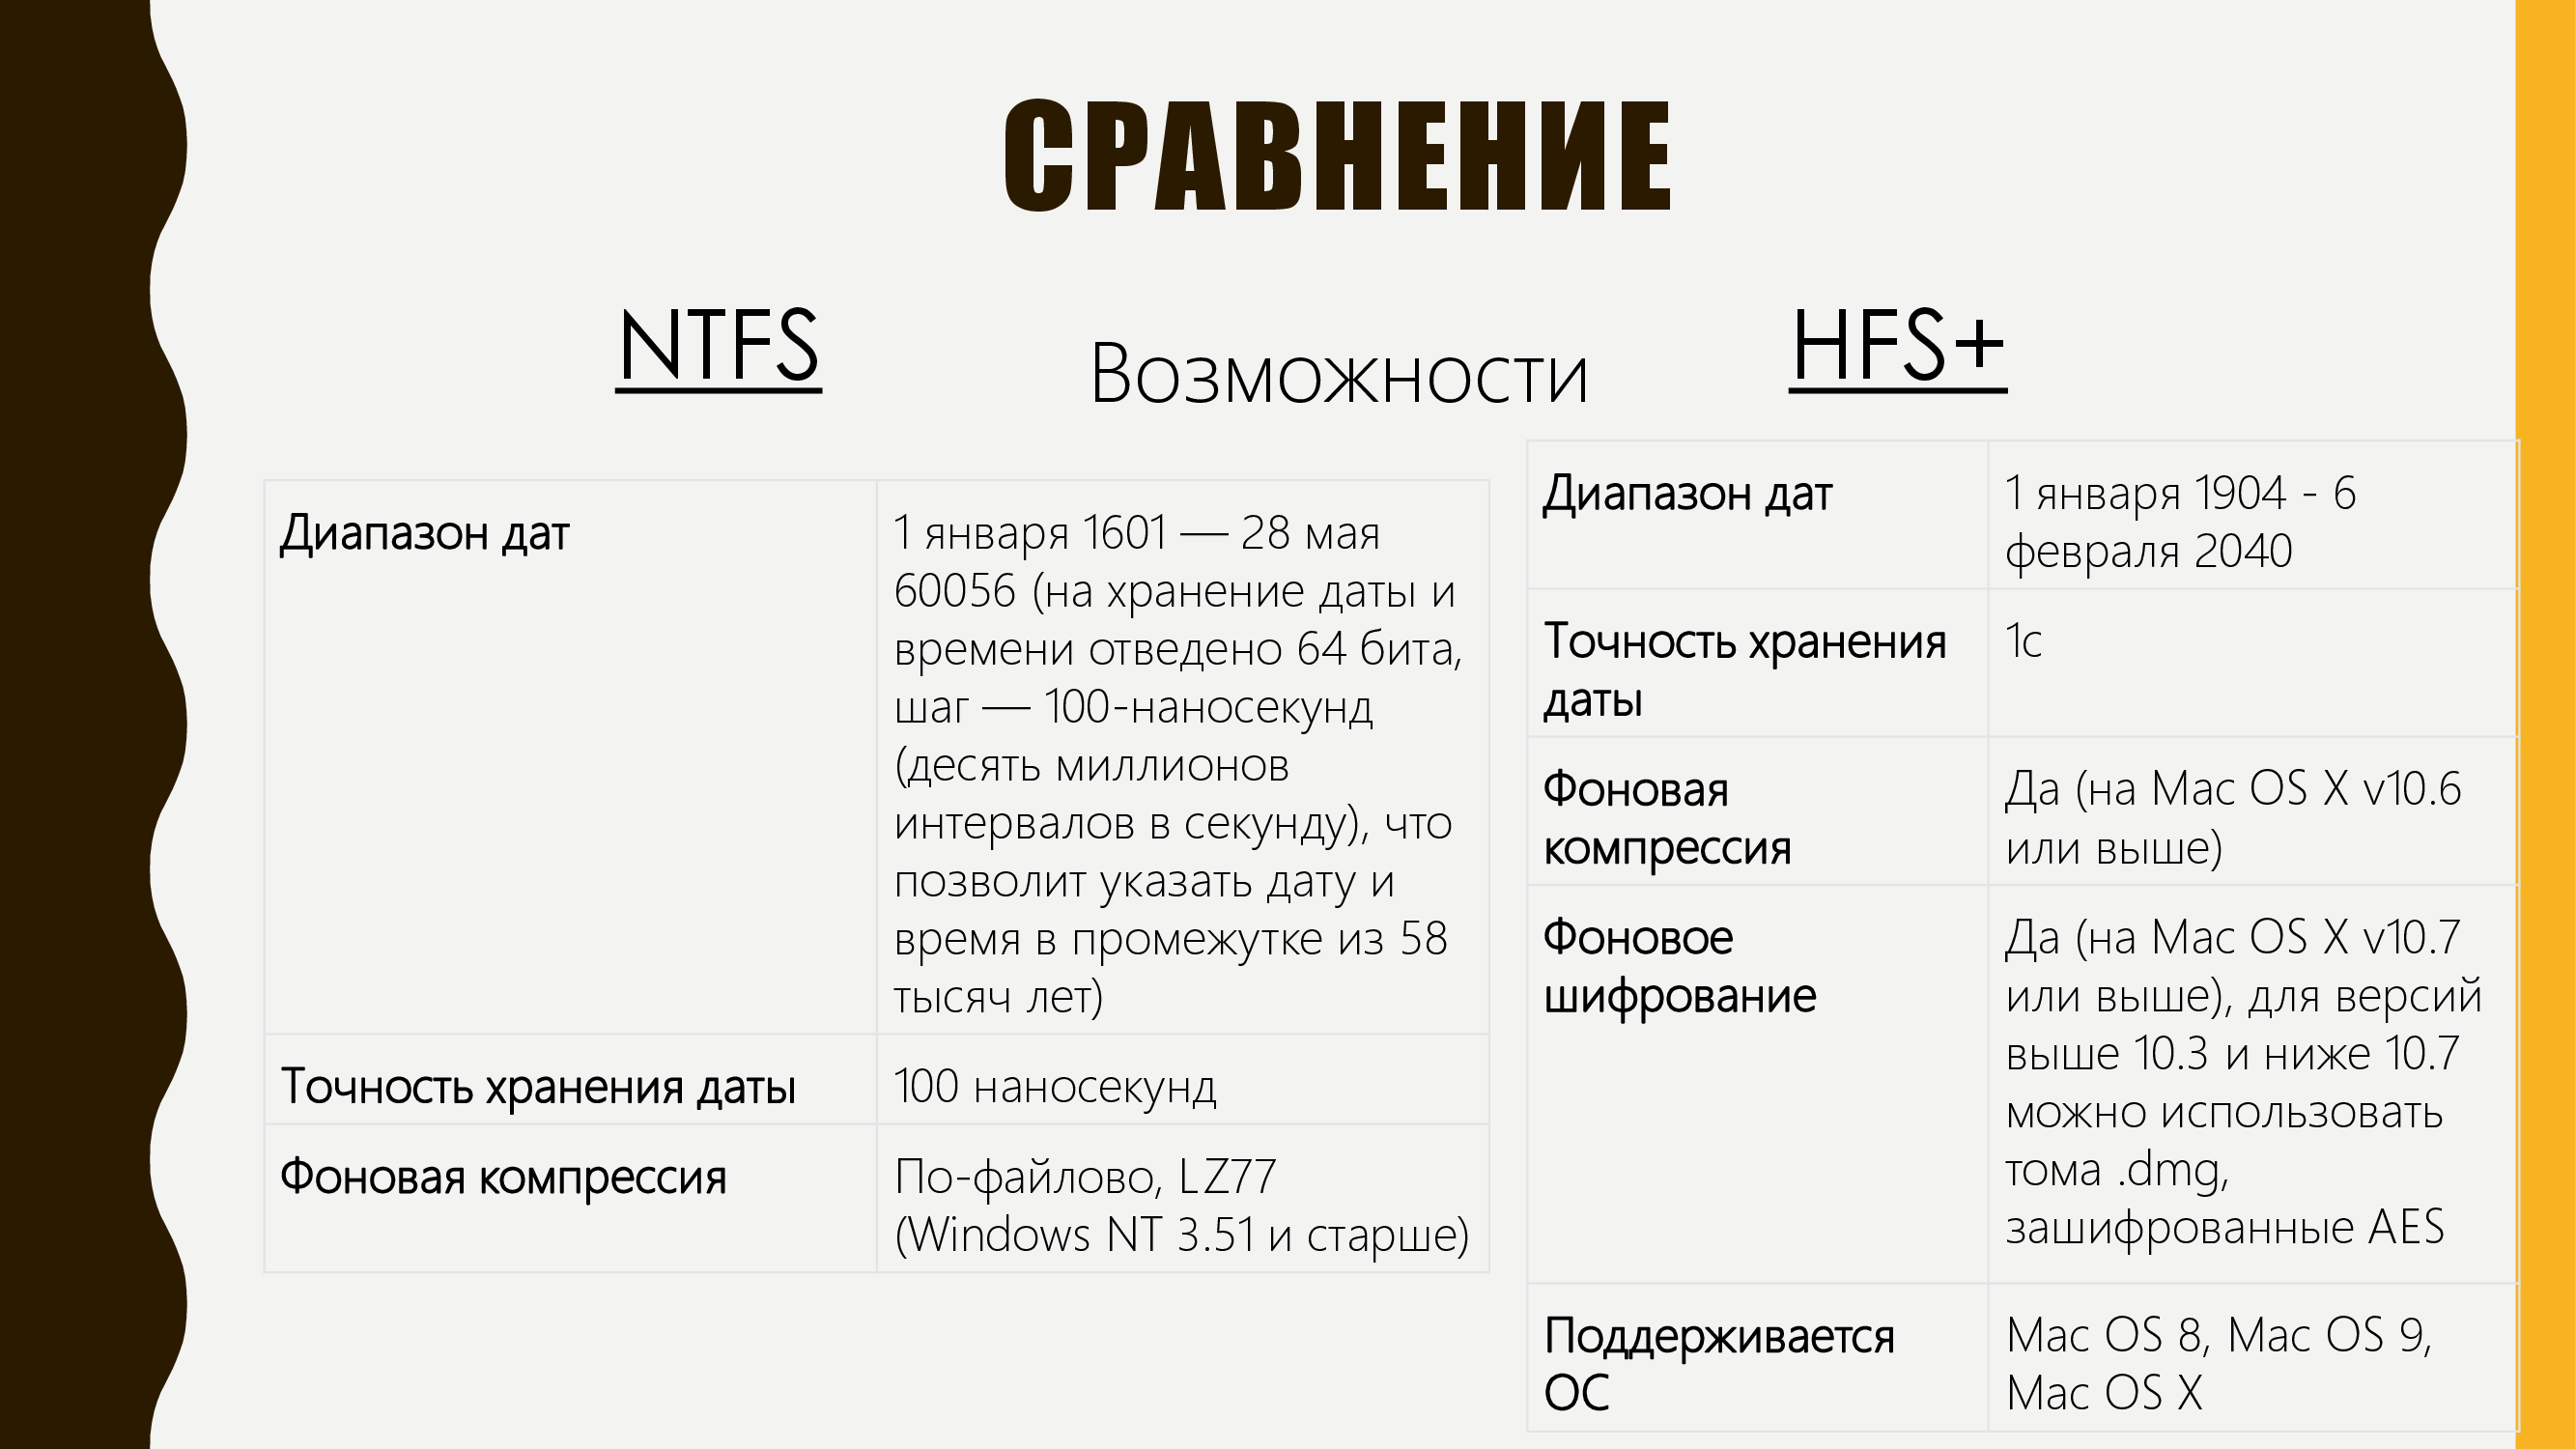 СРАВНЕНИЕ
NTFS
Возможности
HFS+
Диапазон дат
1 января 1601 — 28 мая
60056 (на хранение даты и
времени отведено 64 бита,
шаг — 100-наносекунд
(десять миллионов
интервалов в секунду), что
позволит указать дату и
время в промежутке из 58
тысяч лет)
Точность хранения даты
100 наносекунд
Фоновая компрессия
По-файлово, LZ77
(Windows NT 3.51 и старше)
Диапазон дат
1 января 1904 - 6
февраля 2040
Точность хранения
даты
1с
Фоновая
компрессия
Да (на Mac OS X v10.6
или выше)
Фоновое
шифрование
Да (на Mac OS X v10.7
или выше), для версий
выше 10.3 и ниже 10.7
можно использовать
тома .dmg,
зашифрованные AES
Поддерживается
ОС
Mac OS 8, Mac OS 9,
Mac OS X